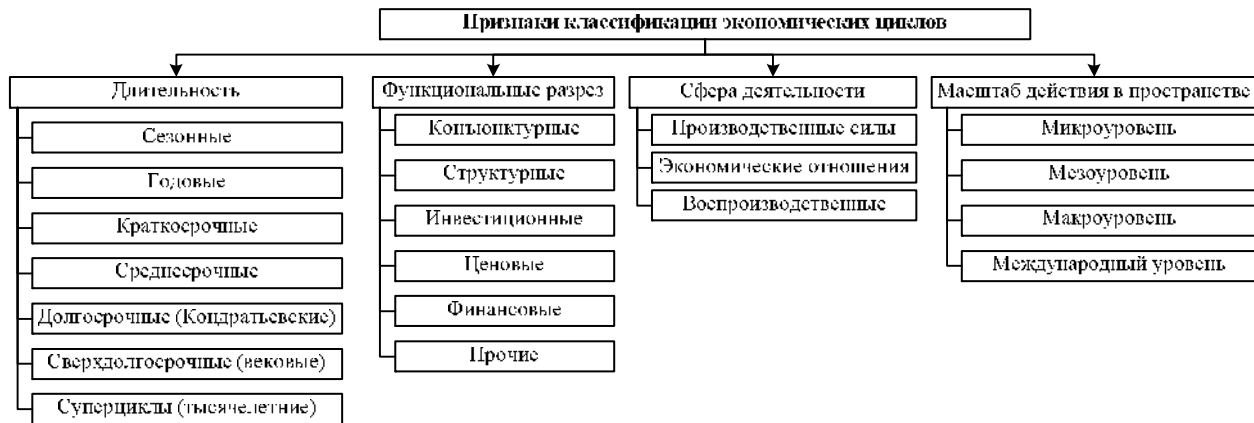 Признаки классификации экономических циклов
Длительность
Сезонные
Годовые
Краткосрочные
Среднесрочные
Долгосрочные (Кондратьевские)
Сверхдолгосрочные (вековые)
Суперциклы (тысячелетние)
Функциональные разрез
Конъюнктурные
Структурные
Инвестиционные
Ценовые
Финансовые
Прочие
Сфера деятельности
Производственные силы
Экономические отношения
Воспроизводственные
Масштаб действия в пространстве
Микроуровень
Мезоуровень
Макроуровень
Международный уровень